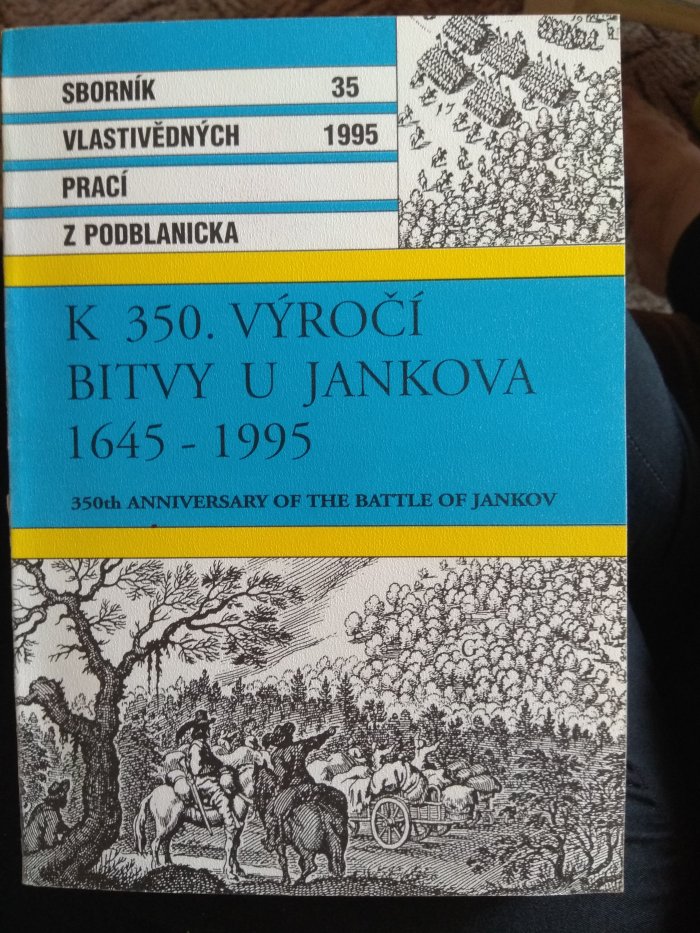 SBORNÍK 35
VLASTIVĚDNÝCH 1995
PRACÍ
Z PODBLANICKA
K 350. VÝROČÍ
BITVY U JANKOVA
1645 - 1995
350th ANNIVERSARY OF THE BATTLE OF JANKOV
17
G
G